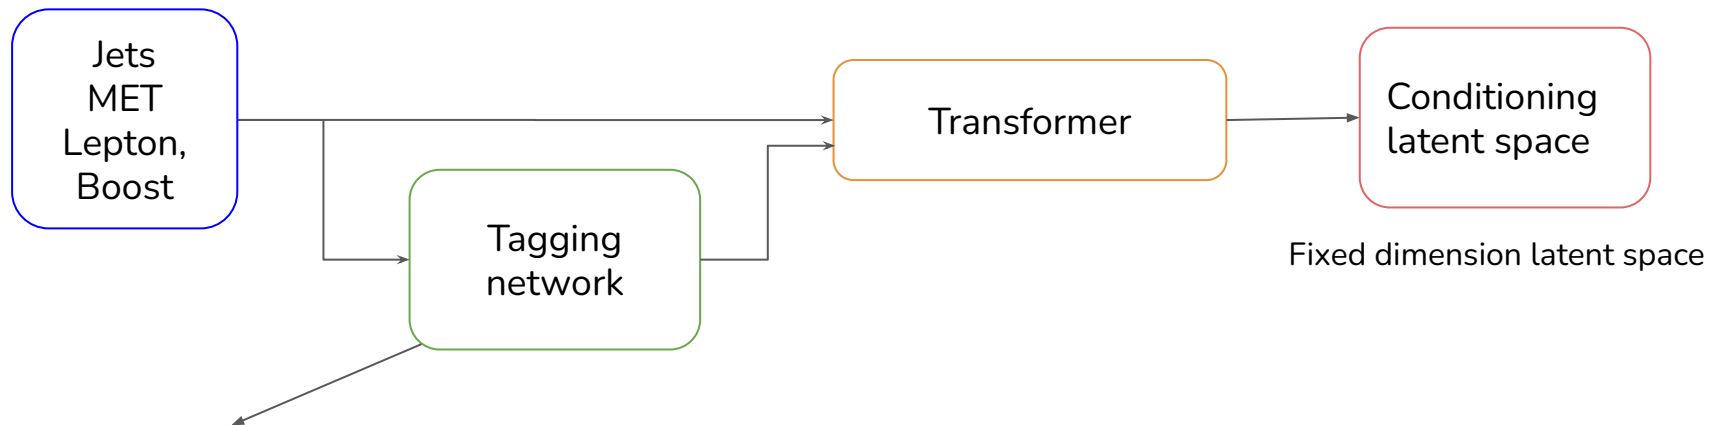 Jets
MET
Lepton,
Boost
Transformer
Conditioning
latent space
Tagging
network
Fixed dimension latent space